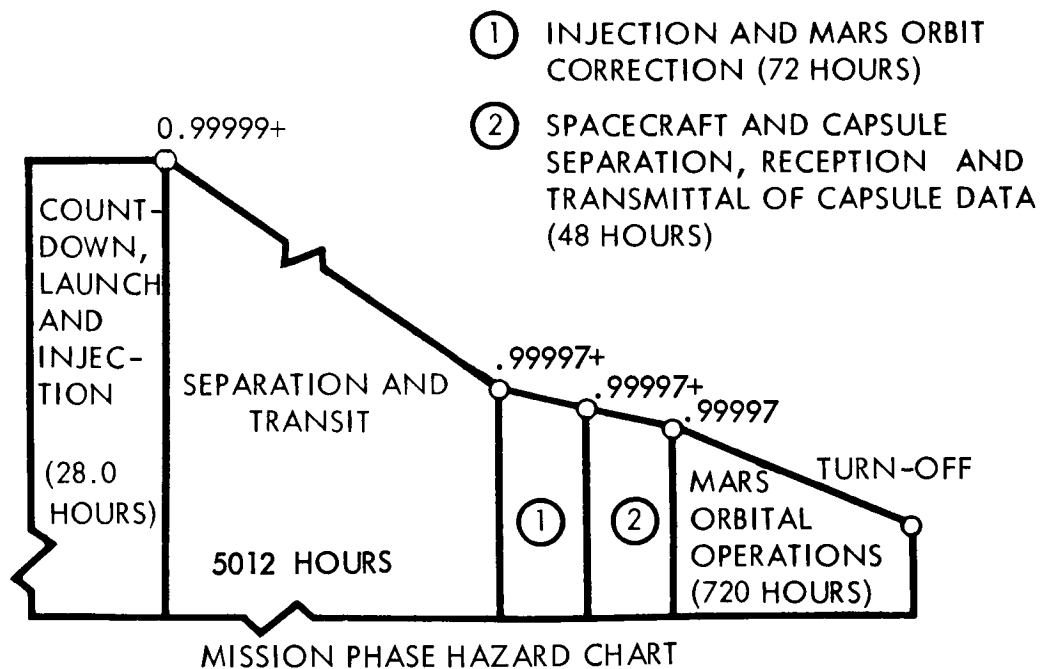 ① INJECTION AND MARS ORBIT
CORRECTION (72 HOURS)
② SPACECRAFT AND CAPSULE
SEPARATION, RECEPTION AND
TRANSMITTAL OF CAPSULE DATA
(48 HOURS)
0.99999+
COUNT-
DOWN,
LAUNCH
AND
INJEC-
TION
(28.0
HOURS)
SEPARATION AND
TRANSIT
5012 HOURS
.99997+
①
.99997+
②
.99997
MARS
ORBITAL
OPERATIONS
(720 HOURS)
TURN-OFF
MISSION PHASE HAZARD CHART